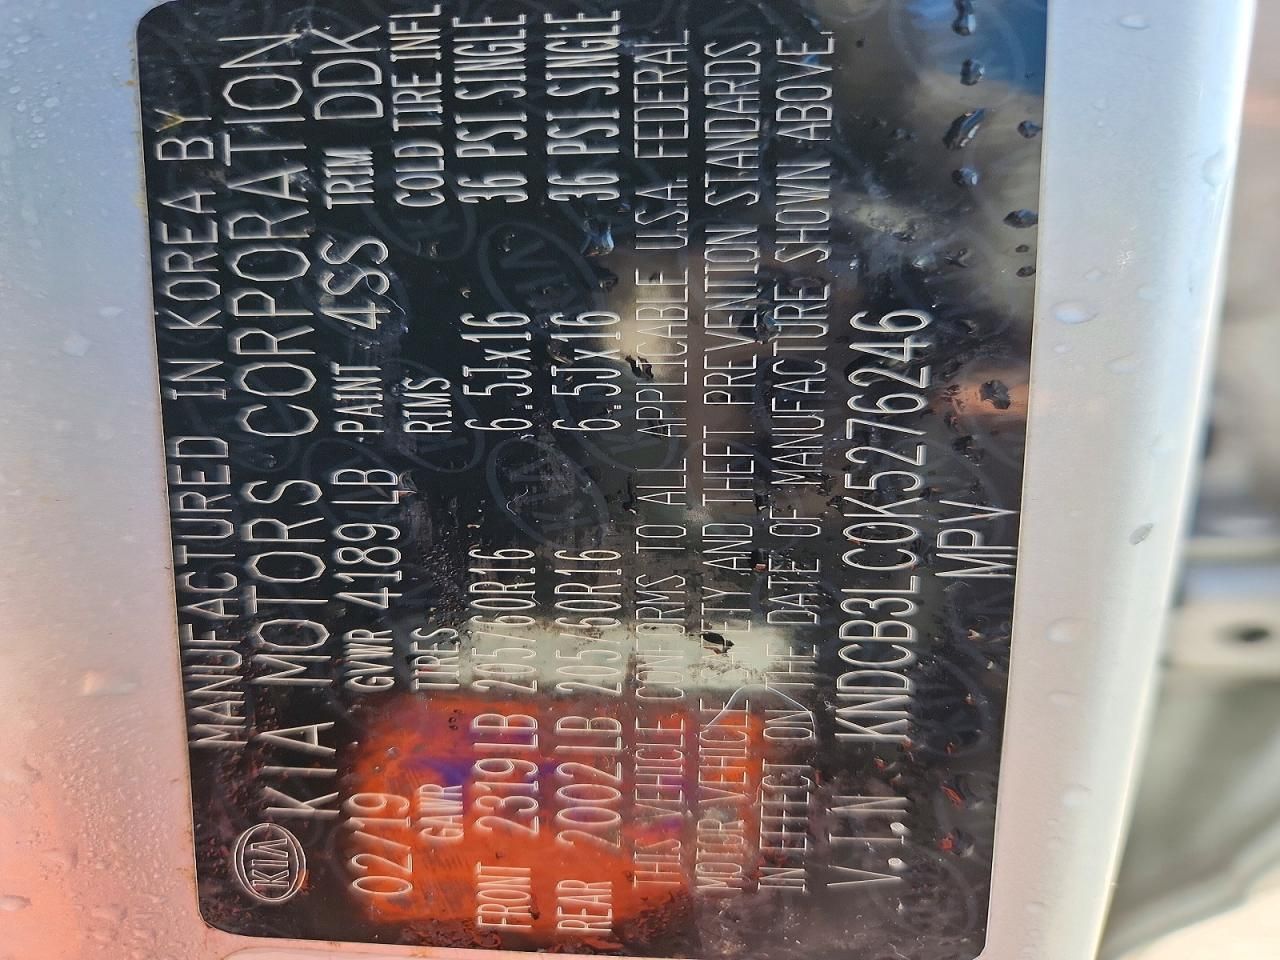 KIA
MANUFACTURED IN KOREA BY
KIA MOTORS CORPORATION
02/19 GVWR 4189 LB PAINT 4SS TRIM DDK
GAWR TIRES RIMS COLD TIRE INFL
FRONT 2319 LB 205/60R16 6.5Jx16 36 PSI SINGLE
REAR 2002 LB 205/60R16 6.5Jx16 36 PSI SINGLE
THIS VEHICLE CONFORMS TO ALL APPLICABLE U.S.A. FEDERAL
MOTOR VEHICLE SAFETY AND THEFT PREVENTION STANDARDS
IN EFFECT ON THE DATE OF MANUFACTURE SHOWN ABOVE.
V.I.N KNDCB3LC0K5276246
MPV